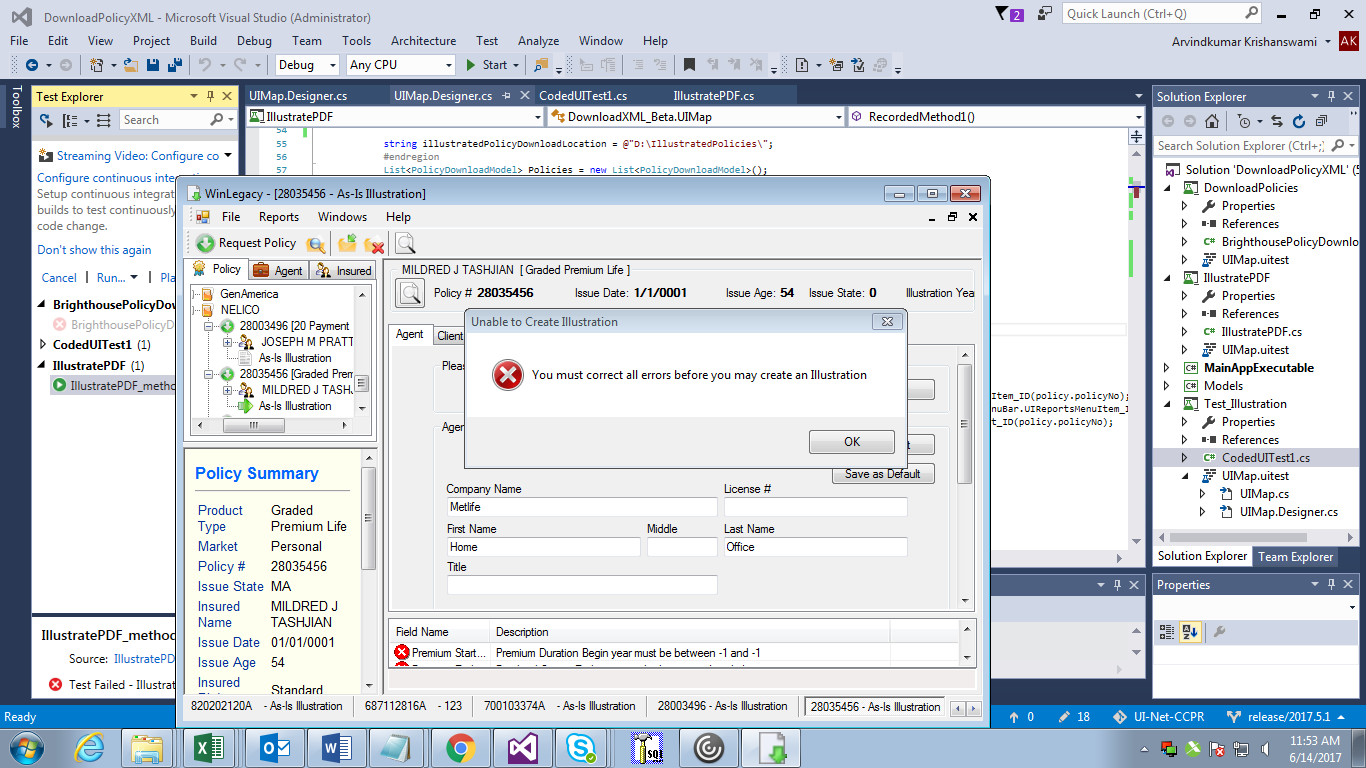 DownloadPolicyXML - Microsoft Visual Studio (Administrator)
2
Quick Launch (Ctrl+Q)
File Edit View Project Build Debug Team Tools Architecture Test Analyze Window Help
Arvindkumar Krishanswami
AK
Debug
Any CPU
Start
Toolbox
Test Explorer
Search
Streaming Video: Configure co
Configure continuous inte
Setup continuous integrat
builds to test continuously
code change.
Don't show this again
Cancel
Run...
Pla
BrighthousePolicyDov
BrighthousePolicyD
CodedUITest1 (1)
IllustratePDF (1)
IllustratePDF_metho
IllustratePDF_method
Source: IllustratePD
Test Failed - Illustrat
UIMap.Designer.cs
UIMap.Designer.cs
CodedUITest1.cs
IllustratePDF.cs
IllustratePDF
DownloadXML_Beta.UIMap
RecordedMethod1()
54
55 string illustratedPolicyDownloadLocation = @"D:\IllustratedPolicies\";
56 #endregion
57 List<PolicyDownloadModel> Policies = new List<PolicyDownloadModel>();
Item_ID(policy.policyNo);
nuBar.UIReportsMenuItem_I
t_ID(policy.policyNo);
WinLegacy - [28035456 - As-Is Illustration]
File Reports Windows Help
Request Policy
Policy
Agent
Insured
GenAmerica
NELICO
28003496 [20 Payment
JOSEPH M PRATT
As-Is Illustration
28035456 [Graded Prem
MILDRED J TASH
As-Is Illustration
Policy Summary
Product Type Graded Premium Life
Market Personal
Policy # 28035456
Issue State MA
Insured Name MILDRED J TASHJIAN
Issue Date 01/01/0001
Issue Age 54
Insured
Standard
MILDRED J TASHJIAN [ Graded Premium Life ]
Policy # 28035456 Issue Date: 1/1/0001 Issue Age: 54 Issue State: 0 Illustration Yea
Agent
Client
Pleas
Agen
Unable to Create Illustration
You must correct all errors before you may create an Illustration
OK
t
Save as Default
Company Name
License #
Metlife
First Name
Middle
Last Name
Home
Office
Title
Field Name Description
Premium Start... Premium Duration Begin year must be between -1 and -1
820202120A - As-Is Illustration
687112816A - 123
700103374A - As-Is Illustration
28003496 - As-Is Illustration
28035456 - As-Is Illustration
Solution Explorer
Search Solution Explorer (Ctrl+;)
Solution 'DownloadPolicyXML' (5
DownloadPolicies
Properties
References
BrighthousePolicyDownlo
UIMap.uitest
IllustratePDF
Properties
References
IllustratePDF.cs
UIMap.uitest
MainAppExecutable
Models
Test_Illustration
Properties
References
CodedUITest1.cs
UIMap.uitest
UIMap.cs
UIMap.Designer.cs
Solution Explorer
Team Explorer
Properties
Ready
0
18
UI-Net-CCPR
release/2017.5.1
11:53 AM
6/14/2017